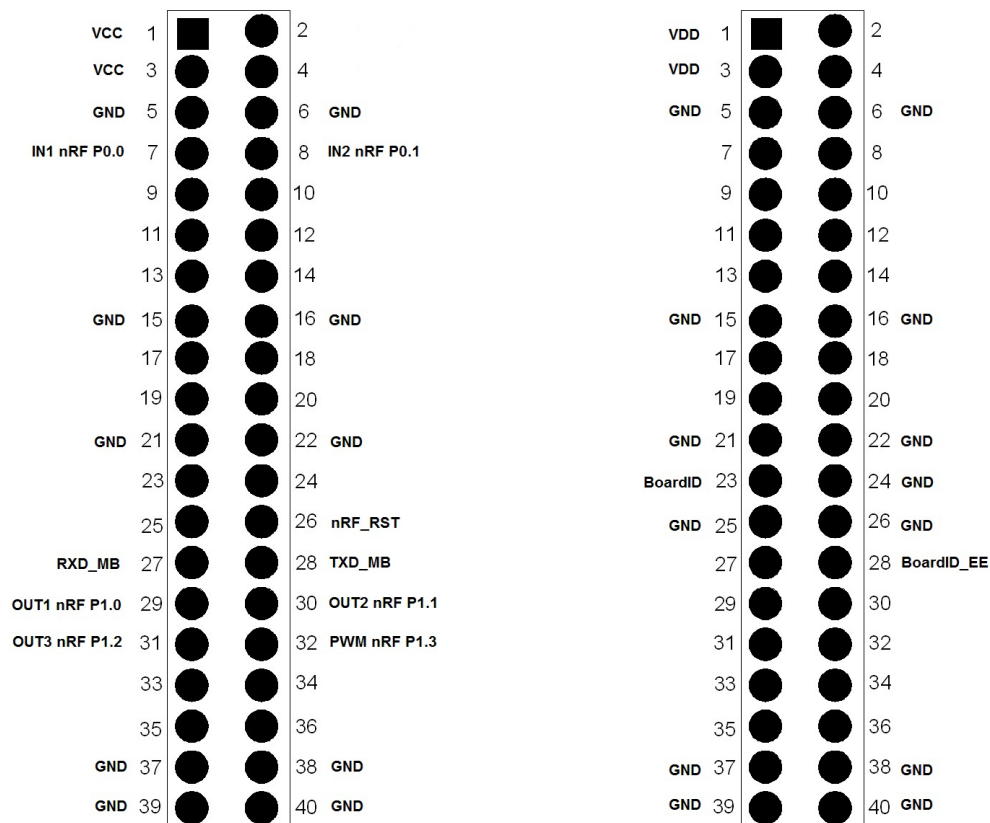 VCC 1 2
VCC 3 4
GND 5 6 GND
IN1 nRF P0.0 7 8 IN2 nRF P0.1
9 10
11 12
13 14
GND 15 16 GND
17 18
19 20
GND 21 22 GND
23 24
25 26 nRF_RST
RXD_MB 27 28 TXD_MB
OUT1 nRF P1.0 29 30 OUT2 nRF P1.1
OUT3 nRF P1.2 31 32 PWM nRF P1.3
33 34
35 36
GND 37 38 GND
GND 39 40 GND
VDD 1 2
VDD 3 4
GND 5 6 GND
7 8
9 10
11 12
13 14
GND 15 16 GND
17 18
19 20
GND 21 22 GND
BoardID 23 24 GND
GND 25 26 GND
27 28 BoardID_EE
29 30
31 32
33 34
35 36
GND 37 38 GND
GND 39 40 GND